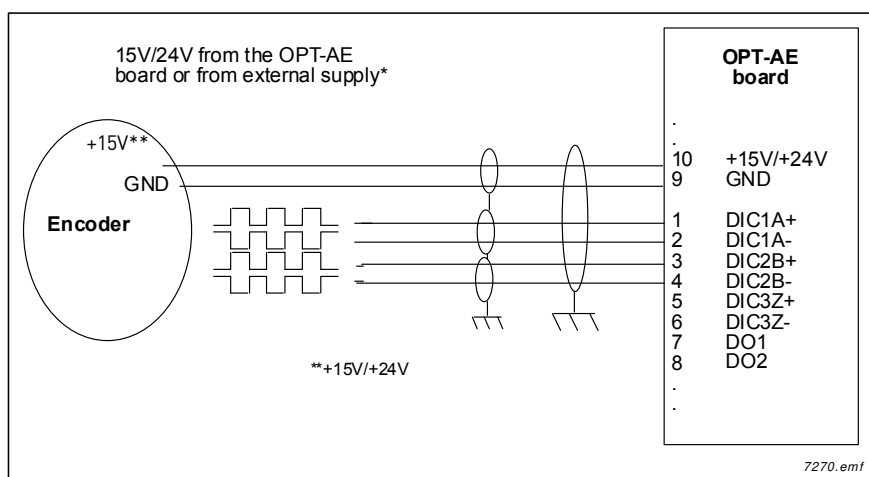 15V/24V from the OPT-AE
board or from external supply*
OPT-AE
board
+15V**
GND
Encoder
.
.
10 +15V/+24V
9 GND
1 DIC1A+
2 DIC1A-
3 DIC2B+
4 DIC2B-
5 DIC3Z+
6 DIC3Z-
7 DO1
8 DO2
.
.
**+15V/+24V
7270.emf